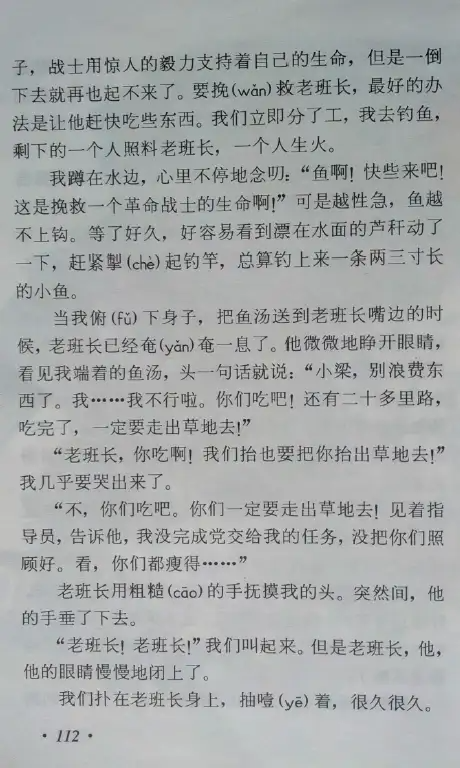 子，战士用惊人的毅力支持着自己的生命，但是一倒
下去就再也起不来了。要挽(wǎn)救老班长，最好的办
法是让他赶快吃些东西。我们立即分了工，我去钓鱼，
剩下的一个人照料老班长，一个人生火。
我蹲在水边，心里不停地念叨：“鱼啊！快些来吧！
这是挽救一个革命战士的生命啊！”可是越性急，鱼越
不上钩。等了好久，好容易看到漂在水面的芦秆动了
一下，赶紧掣(chè)起钓竿，总算钓上来一条两三寸长
的小鱼。
当我俯(fǔ)下身子，把鱼汤送到老班长嘴边的时
候，老班长已经奄(yǎn)奄一息了。他微微地睁开眼睛，
看见我端着的鱼汤，头一句话就说：“小梁，别浪费东
西了。我……我不行啦。你们吃吧！还有二十多里路，
吃完了，一定要走出草地去！”
“老班长，你吃啊！我们抬也要把你抬出草地去！”
我几乎要哭出来了。
“不，你们吃吧。你们一定要走出草地去！见着指
导员，告诉他，我没完成党交给我的任务，没把你们照
顾好。看，你们都瘦得……”
老班长用粗糙(cāo)的手抚摸我的头。突然间，他
的手垂了下去。
“老班长！老班长！”我们叫起来。但是老班长，他，
他的眼睛慢慢地闭上了。
我们扑在老班长身上，抽噎(yē)着，很久很久。
·112·